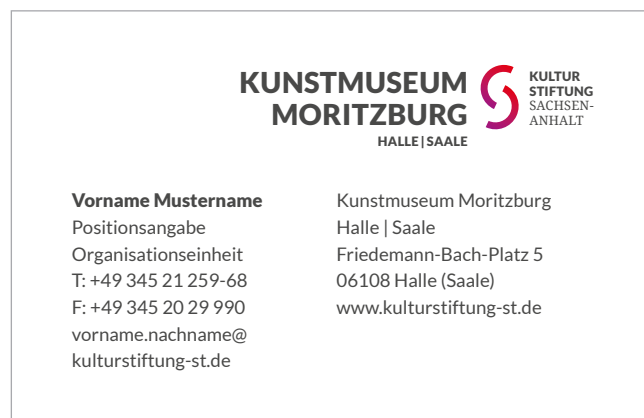 KUNSTMUSEUM
MORITZBURG
HALLE|SAALE
KULTUR
STIFTUNG
SACHSEN-
ANHALT
Vorname Mustername
Positionsangabe
Organisationseinheit
T: +49 345 21 259-68
F: +49 345 20 29 990
vorname.nachname@
kulturstiftung-st.de
Kunstmuseum Moritzburg
Halle | Saale
Friedemann-Bach-Platz 5
06108 Halle (Saale)
www.kulturstiftung-st.de